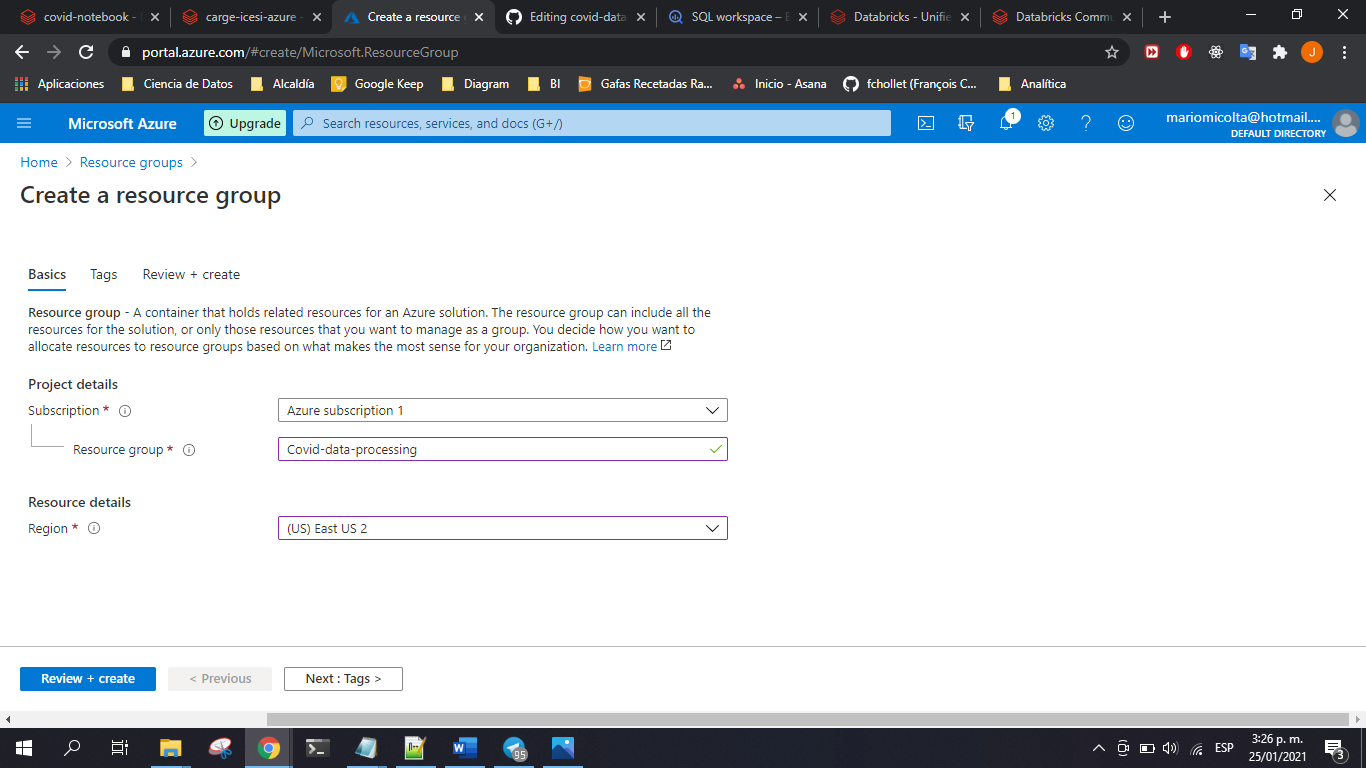 covid-notebook -
carge-icesi-azure -
Create a resource
Editing covid-data
SQL workspace –
Databricks - Unifie
Databricks Commu
portal.azure.com/#create/Microsoft.ResourceGroup
J
Aplicaciones
Ciencia de Datos
Alcaldía
Google Keep
Diagram
BI
Gafas Recetadas Ra...
Inicio - Asana
fchollet (François C...
Analítica
Microsoft Azure
Upgrade
Search resources, services, and docs (G+/)
1
mariomicolta@hotmail....
DEFAULT DIRECTORY
Home > Resource groups >
Create a resource group
Basics
Tags
Review + create
Resource group - A container that holds related resources for an Azure solution. The resource group can include all the
resources for the solution, or only those resources that you want to manage as a group. You decide how you want to
allocate resources to resource groups based on what makes the most sense for your organization. Learn more
Project details
Subscription *
Azure subscription 1
Resource group *
Covid-data-processing
Resource details
Region *
(US) East US 2
Review + create
< Previous
Next : Tags >
95
ESP
3:26 p. m.
25/01/2021
3